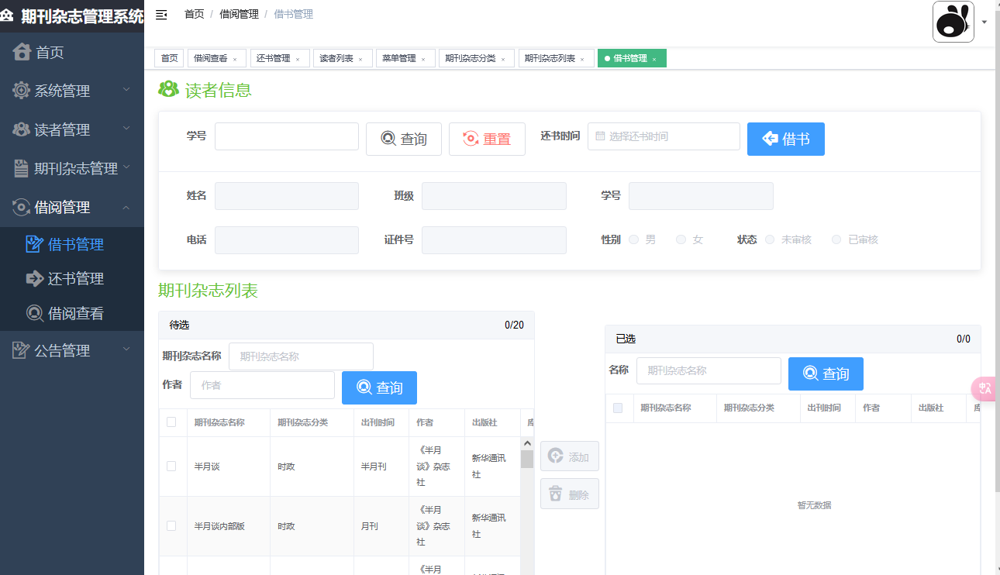 期刊杂志管理系统
首页 / 借阅管理 / 借书管理
首页
系统管理
读者管理
期刊杂志管理
借阅管理
借书管理
还书管理
借阅查看
公告管理
首页 借阅查看 × 还书管理 × 读者列表 × 菜单管理 × 期刊杂志分类 × 期刊杂志列表 × 借书管理 ×
读者信息
学号 查询 重置 还书时间 选择还书时间 借书
姓名 班级 学号
电话 证件号 性别 男 女 状态 未审核 已审核
期刊杂志列表
待选 0/20
期刊杂志名称 期刊杂志名称
作者 作者 查询
期刊杂志名称 期刊杂志分类 出刊时间 作者 出版社
半月谈 时政 半月刊 《半月
谈》杂志
社 新华通讯
社
半月谈内部版 时政 月刊 《半月
谈》杂志
社 新华通讯
社
《半月
添加
删除
已选 0/0
名称 期刊杂志名称 查询
期刊杂志名称 期刊杂志分类 出刊时间 作者 出版社
暂无数据